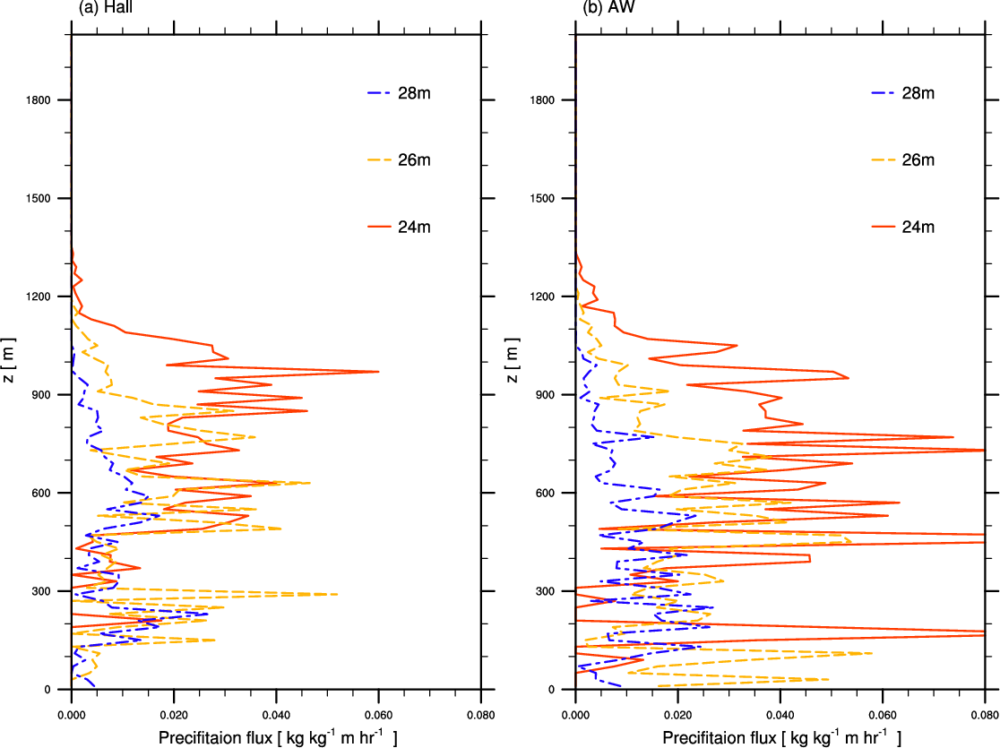 (a) Hall
(b) AW
28m
26m
24m
28m
26m
24m
1800
1500
1200
900
600
300
0
z [ m ]
1800
1500
1200
900
600
300
0
z [ m ]
0.000 0.020 0.040 0.060 0.080
0.000 0.020 0.040 0.060 0.080
Precifitaion flux [ kg kg⁻¹ m hr⁻¹ ]
Precifitaion flux [ kg kg⁻¹ m hr⁻¹ ]